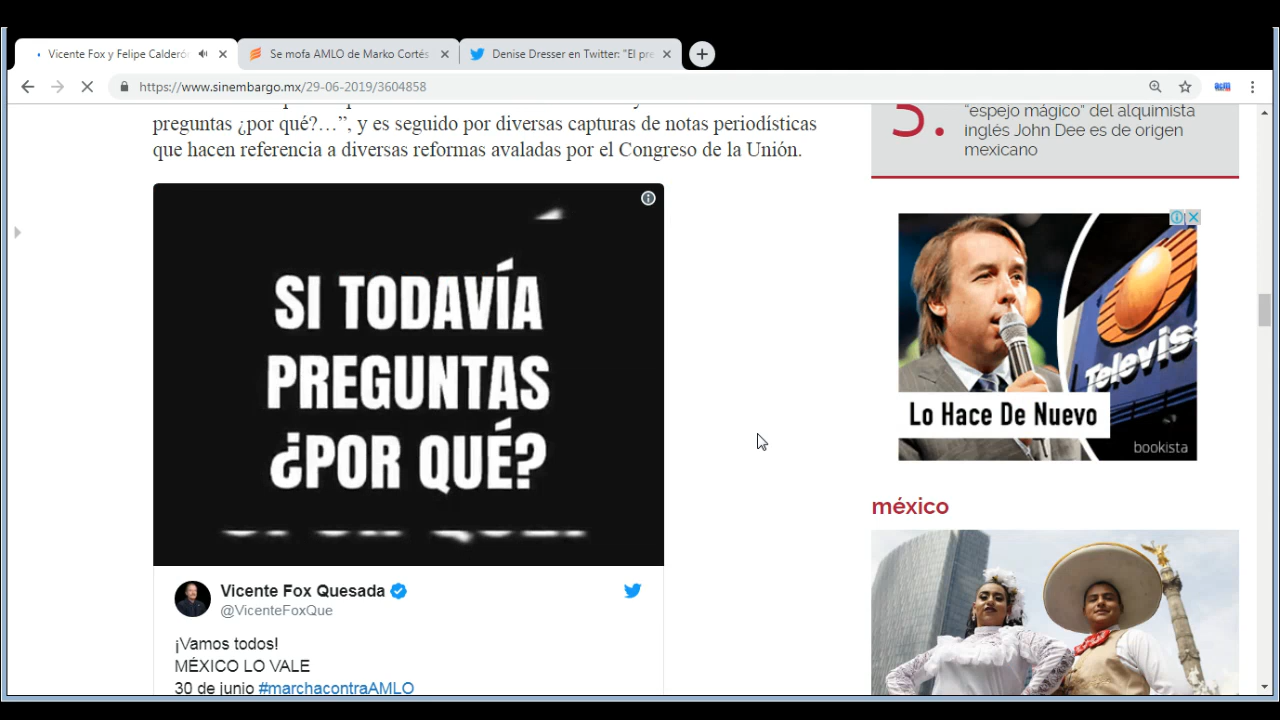 Vicente Fox y Felipe Calderó
Se mofa AMLO de Marko Cortés
Denise Dresser en Twitter: "El pre
https://www.sinembargo.mx/29-06-2019/3604858
preguntas ¿por qué?…”, y es seguido por diversas capturas de notas periodísticas
que hacen referencia a diversas reformas avaladas por el Congreso de la Unión.
SI TODAVÍA
PREGUNTAS
¿POR QUÉ?
Vicente Fox Quesada
@VicenteFoxQue
¡Vamos todos!
MÉXICO LO VALE
30 de junio #marchacontraAMLO
5.
“espejo mágico” del alquimista
inglés John Dee es de origen
mexicano
Televis
Lo Hace De Nuevo
bookista
méxico